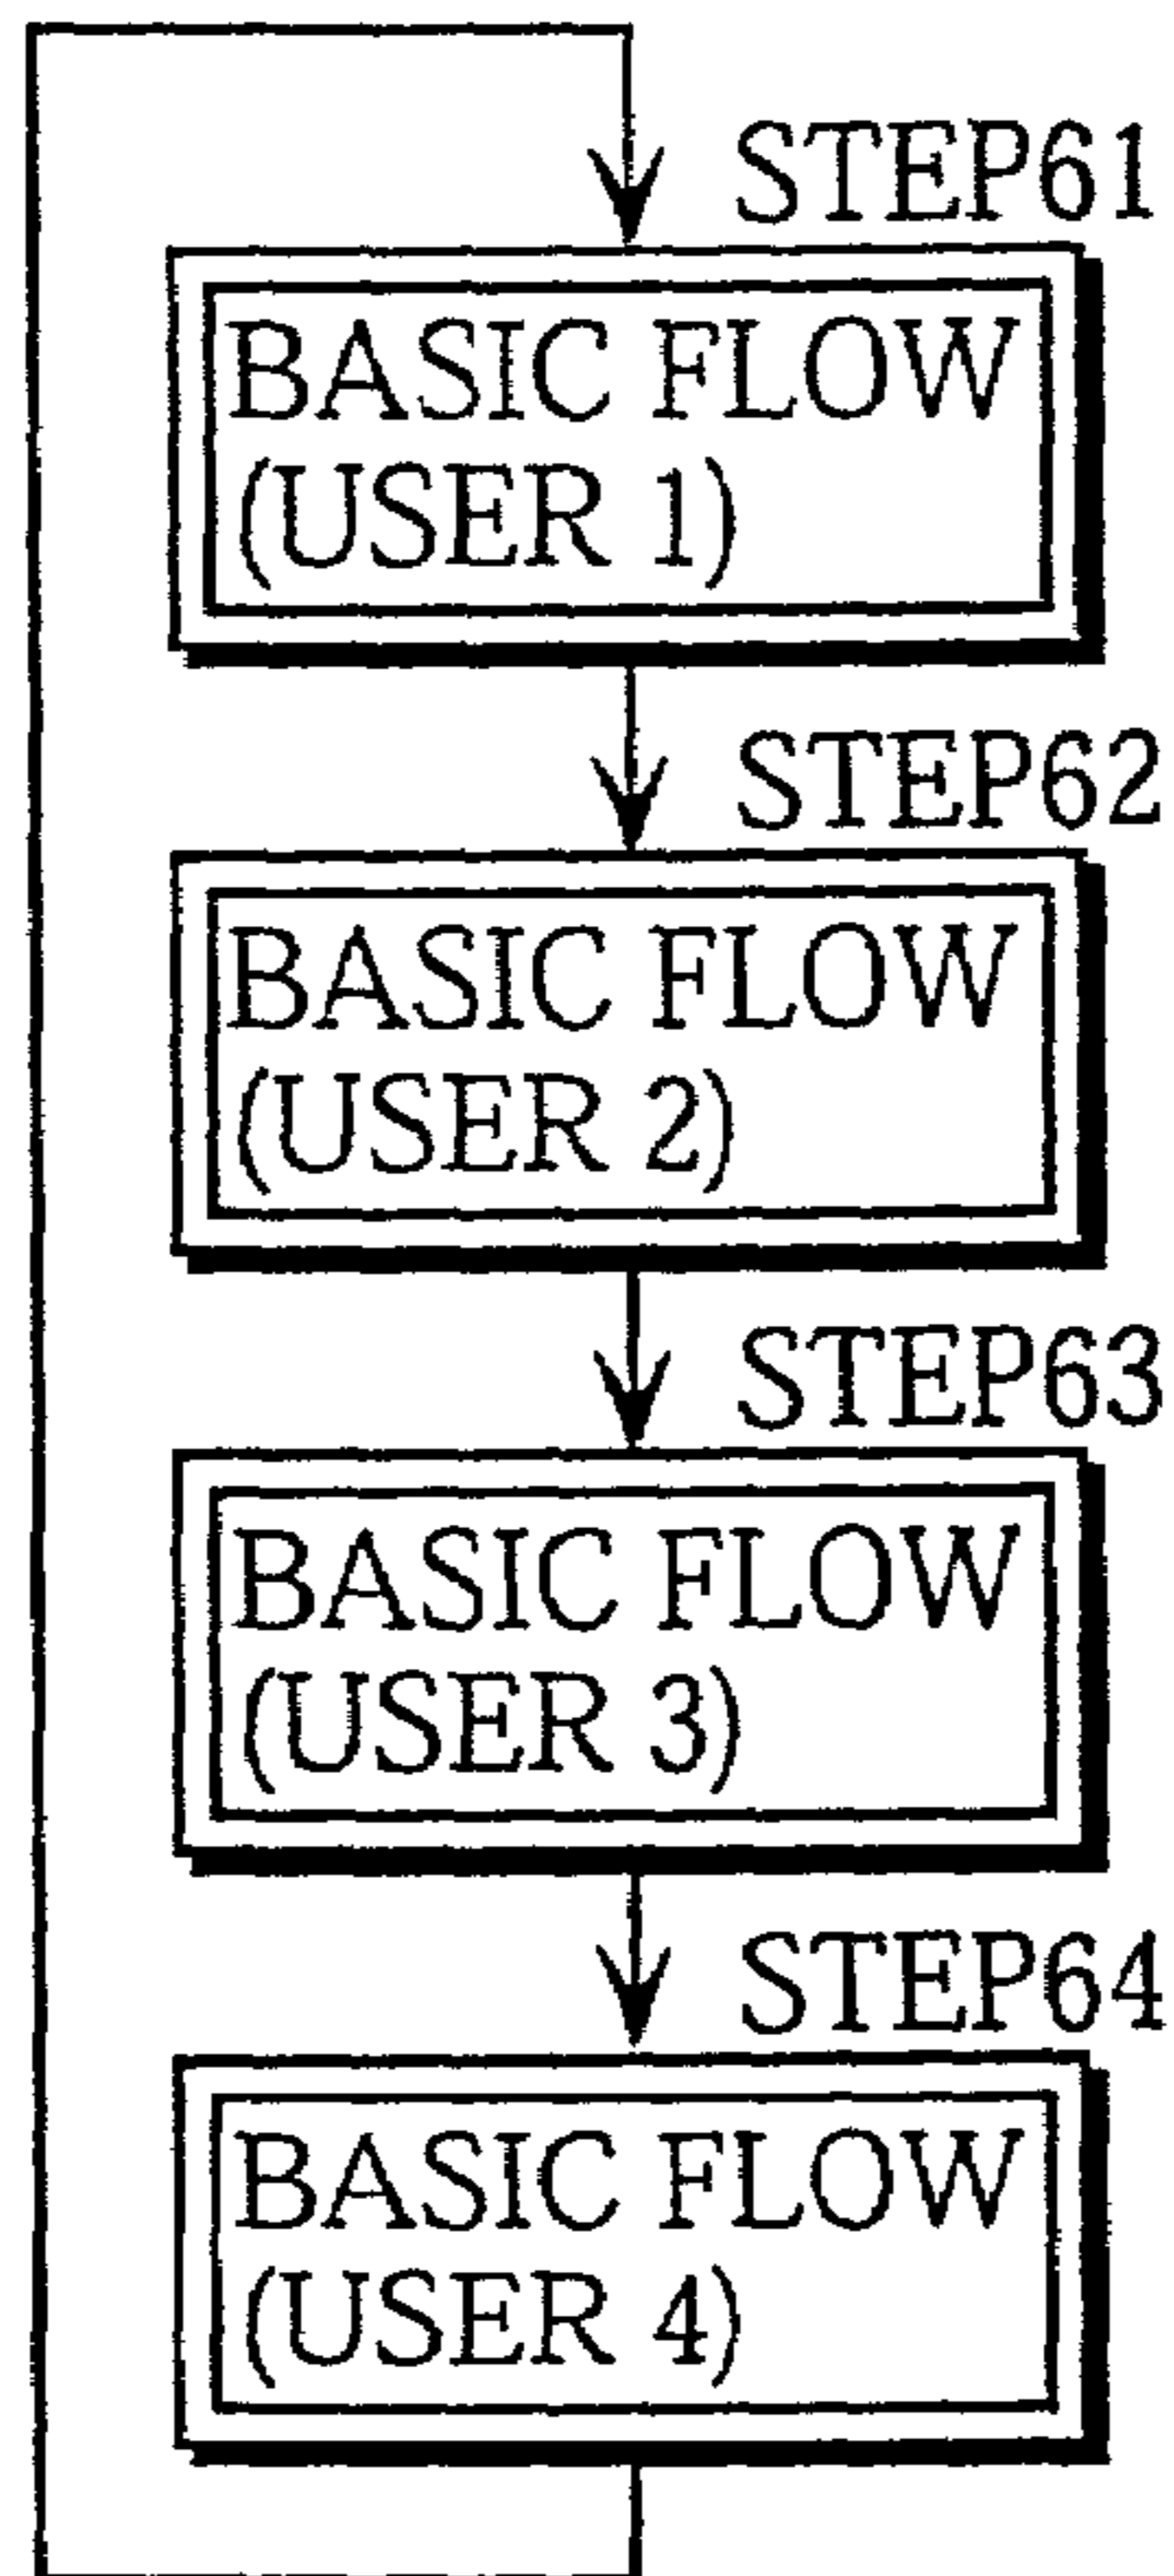 STEP61
BASIC FLOW
(USER 1)
STEP62
BASIC FLOW
(USER 2)
STEP63
BASIC FLOW
(USER 3)
STEP64
BASIC FLOW
(USER 4)